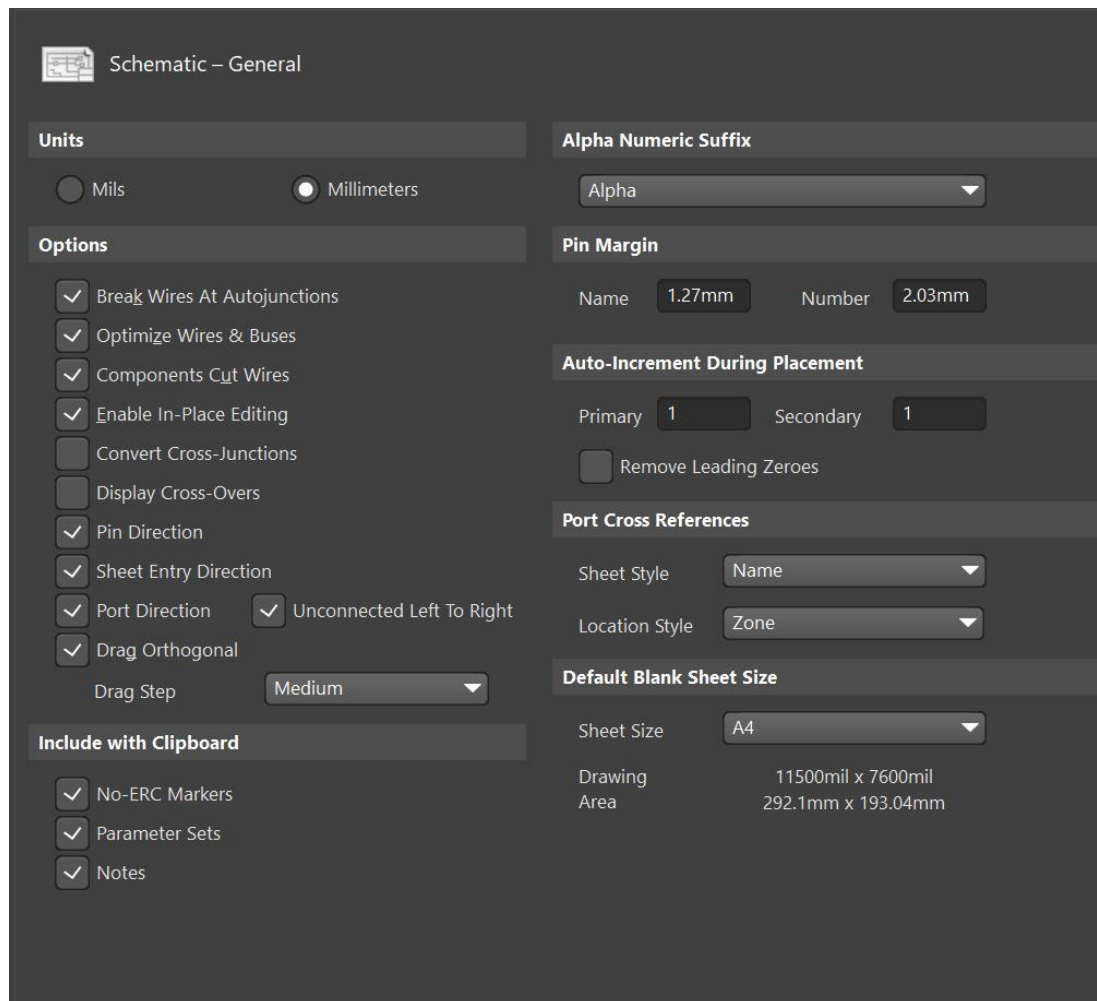 Schematic – General
Units
Mils
Millimeters
Options
Break Wires At Autojunctions
Optimize Wires & Buses
Components Cut Wires
Enable In-Place Editing
Convert Cross-Junctions
Display Cross-Overs
Pin Direction
Sheet Entry Direction
Port Direction
Unconnected Left To Right
Drag Orthogonal
Drag Step
Medium
Include with Clipboard
No-ERC Markers
Parameter Sets
Notes
Alpha Numeric Suffix
Alpha
Pin Margin
Name 1.27mm Number 2.03mm
Auto-Increment During Placement
Primary 1 Secondary 1
Remove Leading Zeroes
Port Cross References
Sheet Style Name
Location Style Zone
Default Blank Sheet Size
Sheet Size A4
Drawing 11500mil x 7600mil
Area 292.1mm x 193.04mm